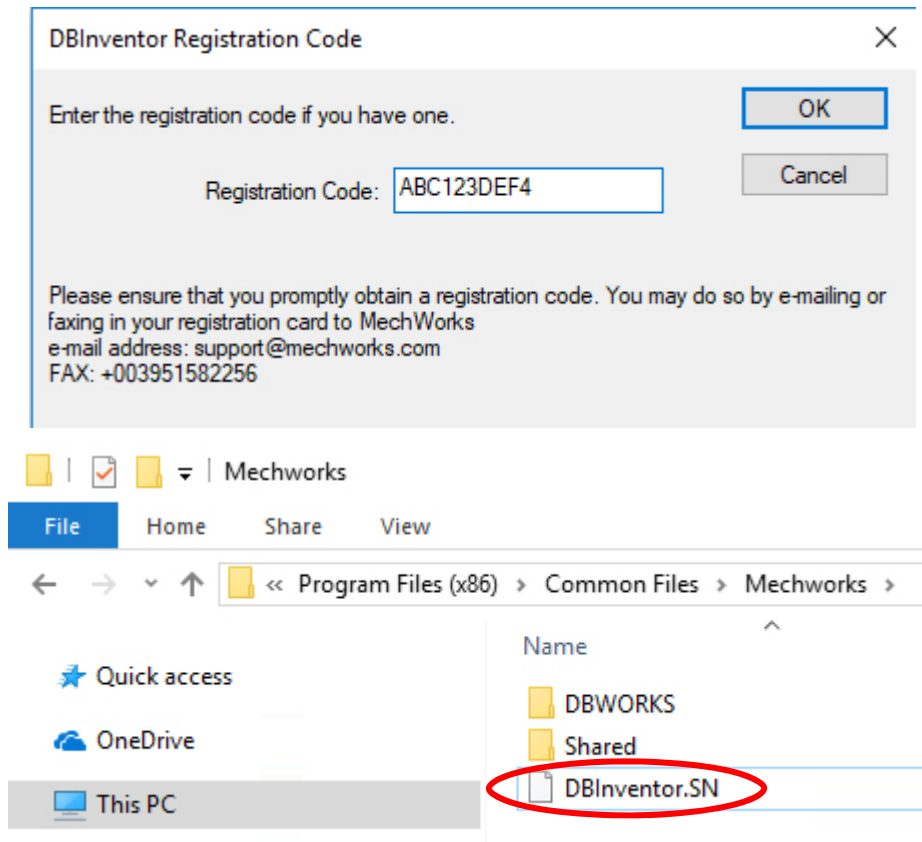 DBInventor Registration Code
Enter the registration code if you have one.
OK
Registration Code: ABC123DEF4
Cancel
Please ensure that you promptly obtain a registration code. You may do so by e-mailing or
faxing in your registration card to MechWorks
e-mail address: support@mechworks.com
FAX: +003951582256
Mechworks
File Home Share View
« Program Files (x86) › Common Files › Mechworks ›
Name
Quick access
DBWORKS
OneDrive
Shared
This PC
DBInventor.SN